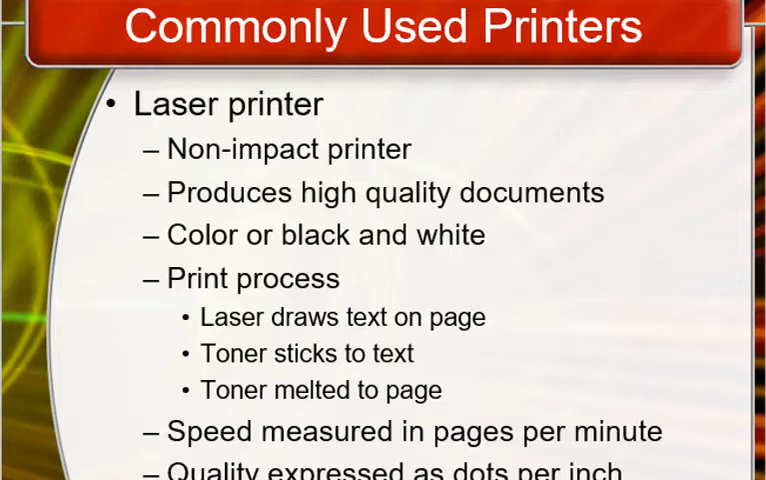 Commonly Used Printers
• Laser printer
– Non-impact printer
– Produces high quality documents
– Color or black and white
– Print process
• Laser draws text on page
• Toner sticks to text
• Toner melted to page
– Speed measured in pages per minute
– Quality expressed as dots per inch